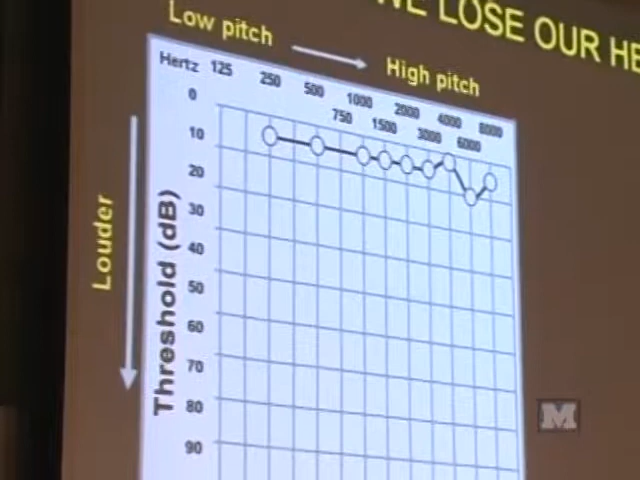 WE LOSE OUR HE
Low pitch
High pitch
Hertz 125 250 500 1000 2000 4000 8000
750 1500 3000 6000
Louder
Threshold (dB)
0
10
20
30
40
50
60
70
80
90
M